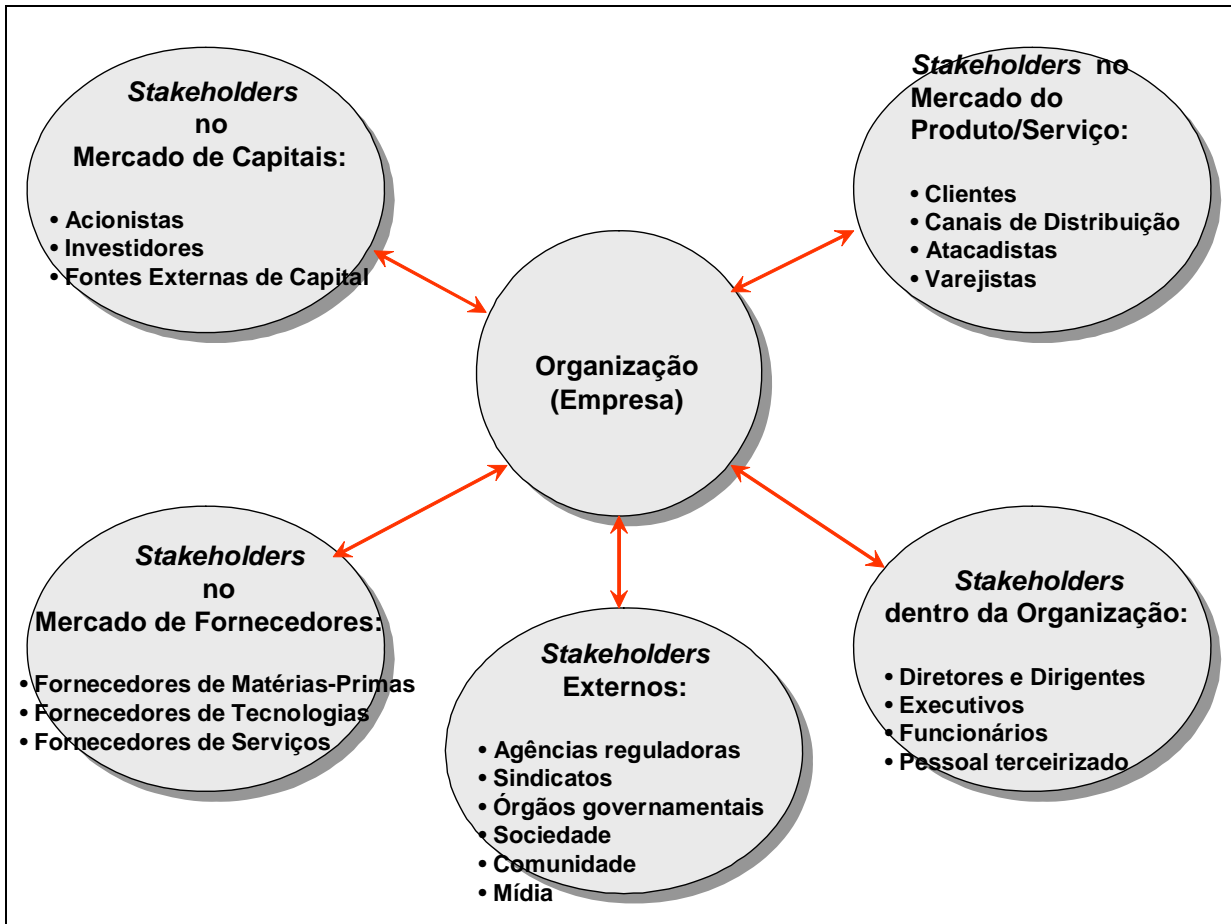 Stakeholders
no
Mercado de Capitais:
• Acionistas
• Investidores
• Fontes Externas de Capital
Stakeholders no
Mercado do
Produto/Serviço:
• Clientes
• Canais de Distribuição
• Atacadistas
• Varejistas
Organização
(Empresa)
Stakeholders
no
Mercado de Fornecedores:
• Fornecedores de Matérias-Primas
• Fornecedores de Tecnologias
• Fornecedores de Serviços
Stakeholders
Externos:
• Agências reguladoras
• Sindicatos
• Órgãos governamentais
• Sociedade
• Comunidade
• Mídia
Stakeholders
dentro da Organização:
• Diretores e Dirigentes
• Executivos
• Funcionários
• Pessoal terceirizado